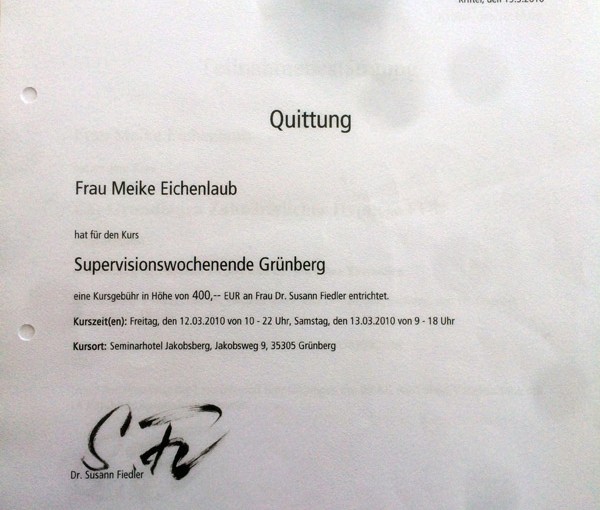 Quittung
Frau Meike Eichenlaub
hat für den Kurs
Supervisionswochenende Grünberg
eine Kursgebühr in Höhe von 400,-- EUR an Frau Dr. Susann Fiedler entrichtet.
Kurszeit(en): Freitag, den 12.03.2010 von 10 - 22 Uhr, Samstag, den 13.03.2010 von 9 - 18 Uhr
Kursort: Seminarhotel Jakobsberg, Jakobsweg 9, 35305 Grünberg
Dr. Susann Fiedler